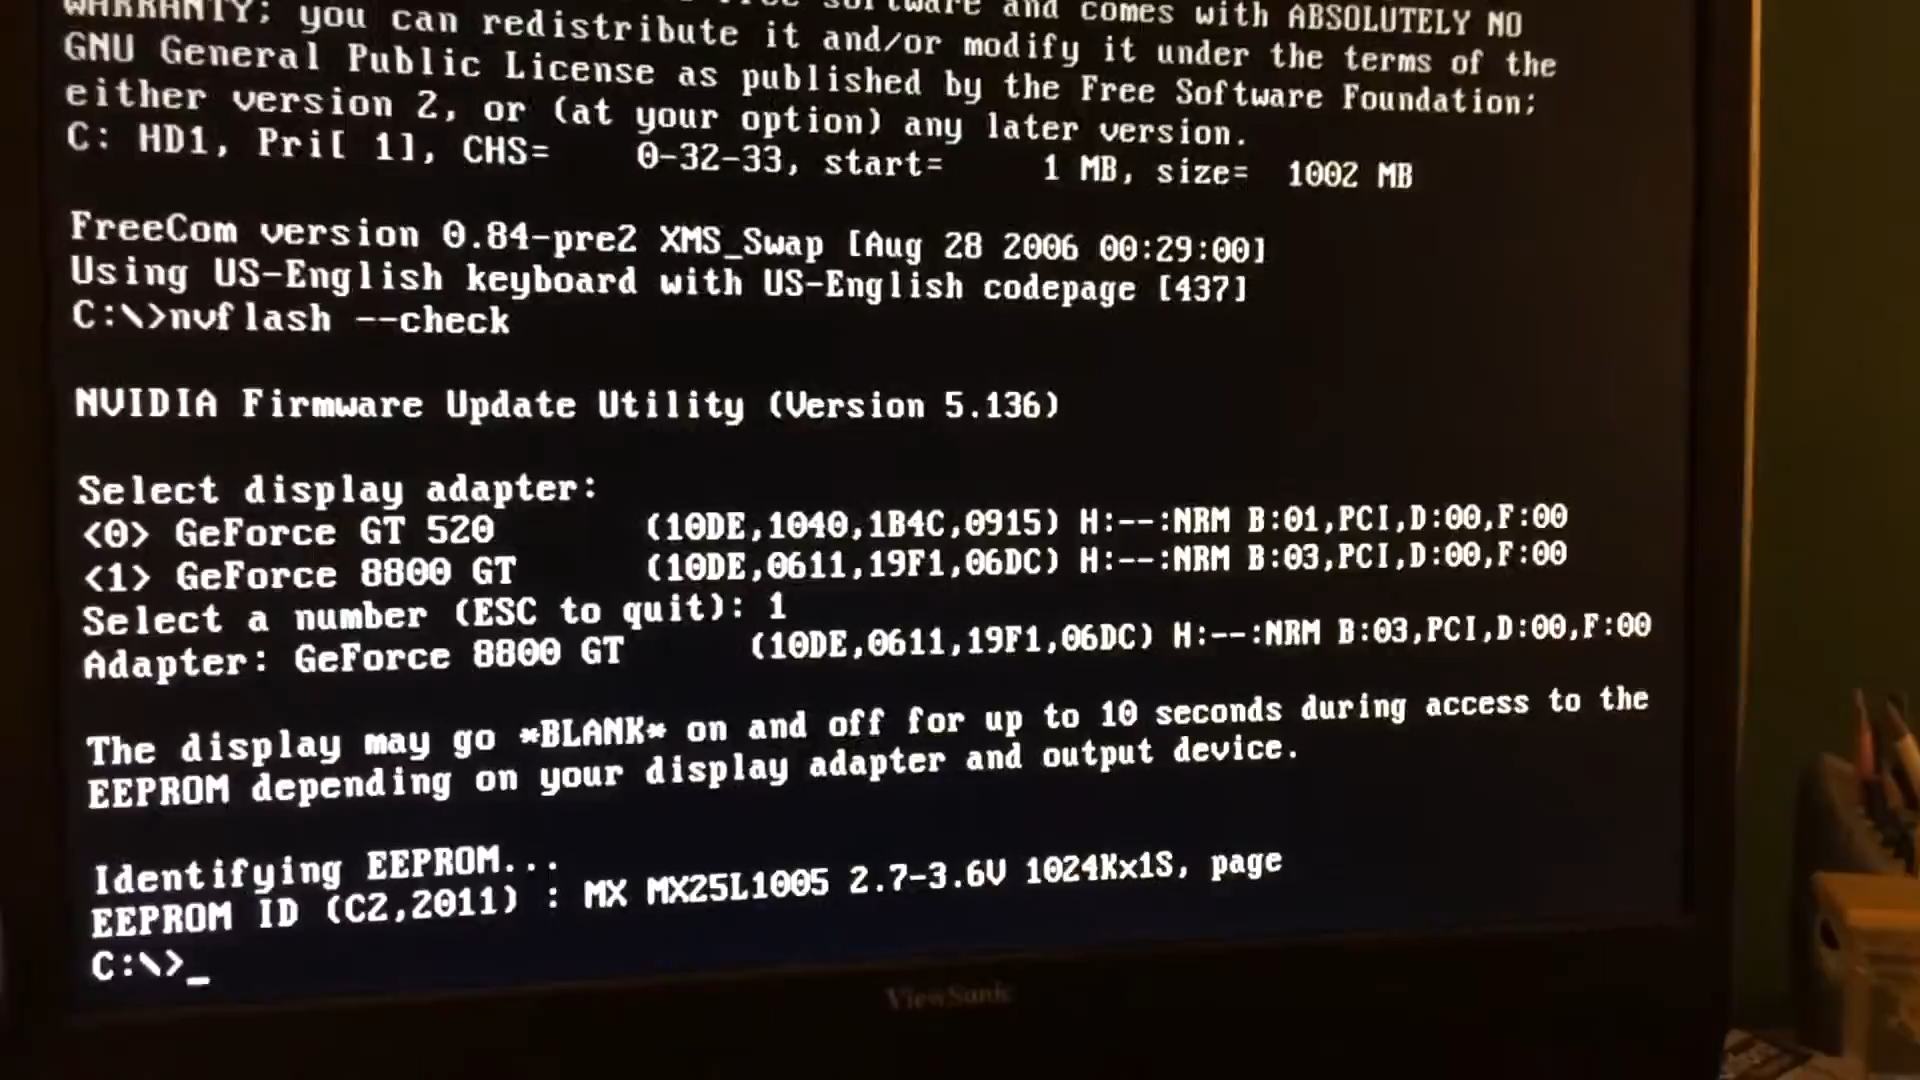 software and comes with ABSOLUTELY NO
WARRANTY; you can redistribute it and/or modify it under the terms of the
GNU General Public License as published by the Free Software Foundation;
either version 2, or (at your option) any later version.
C: HD1, Pri[ 1], CHS=    0-32-33, start=     1 MB, size=  1002 MB
FreeCom version 0.84-pre2 XMS_Swap [Aug 28 2006 00:29:00]
Using US-English keyboard with US-English codepage [437]
C:\>nvflash --check
NVIDIA Firmware Update Utility (Version 5.136)
Select display adapter:
<0> GeForce GT 520       (10DE,1040,1B4C,0915) H:--:NRM B:01,PCI,D:00,F:00
<1> GeForce 8800 GT      (10DE,0611,19F1,06DC) H:--:NRM B:03,PCI,D:00,F:00
Select a number (ESC to quit): 1
Adapter: GeForce 8800 GT      (10DE,0611,19F1,06DC) H:--:NRM B:03,PCI,D:00,F:00
The display may go *BLANK* on and off for up to 10 seconds during access to the
EEPROM depending on your display adapter and output device.
Identifying EEPROM...
EEPROM ID (C2,2011) : MX MX25L1005 2.7-3.6V 1024Kx1S, page
C:\>_
ViewSonic